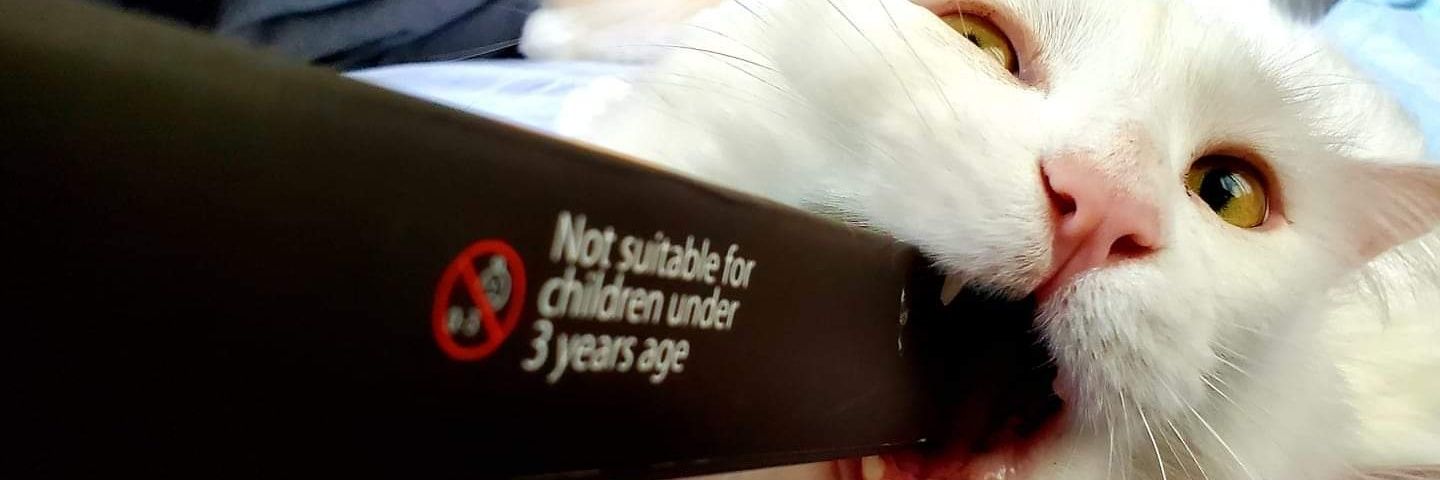 Not suitable for
children under
3 years age